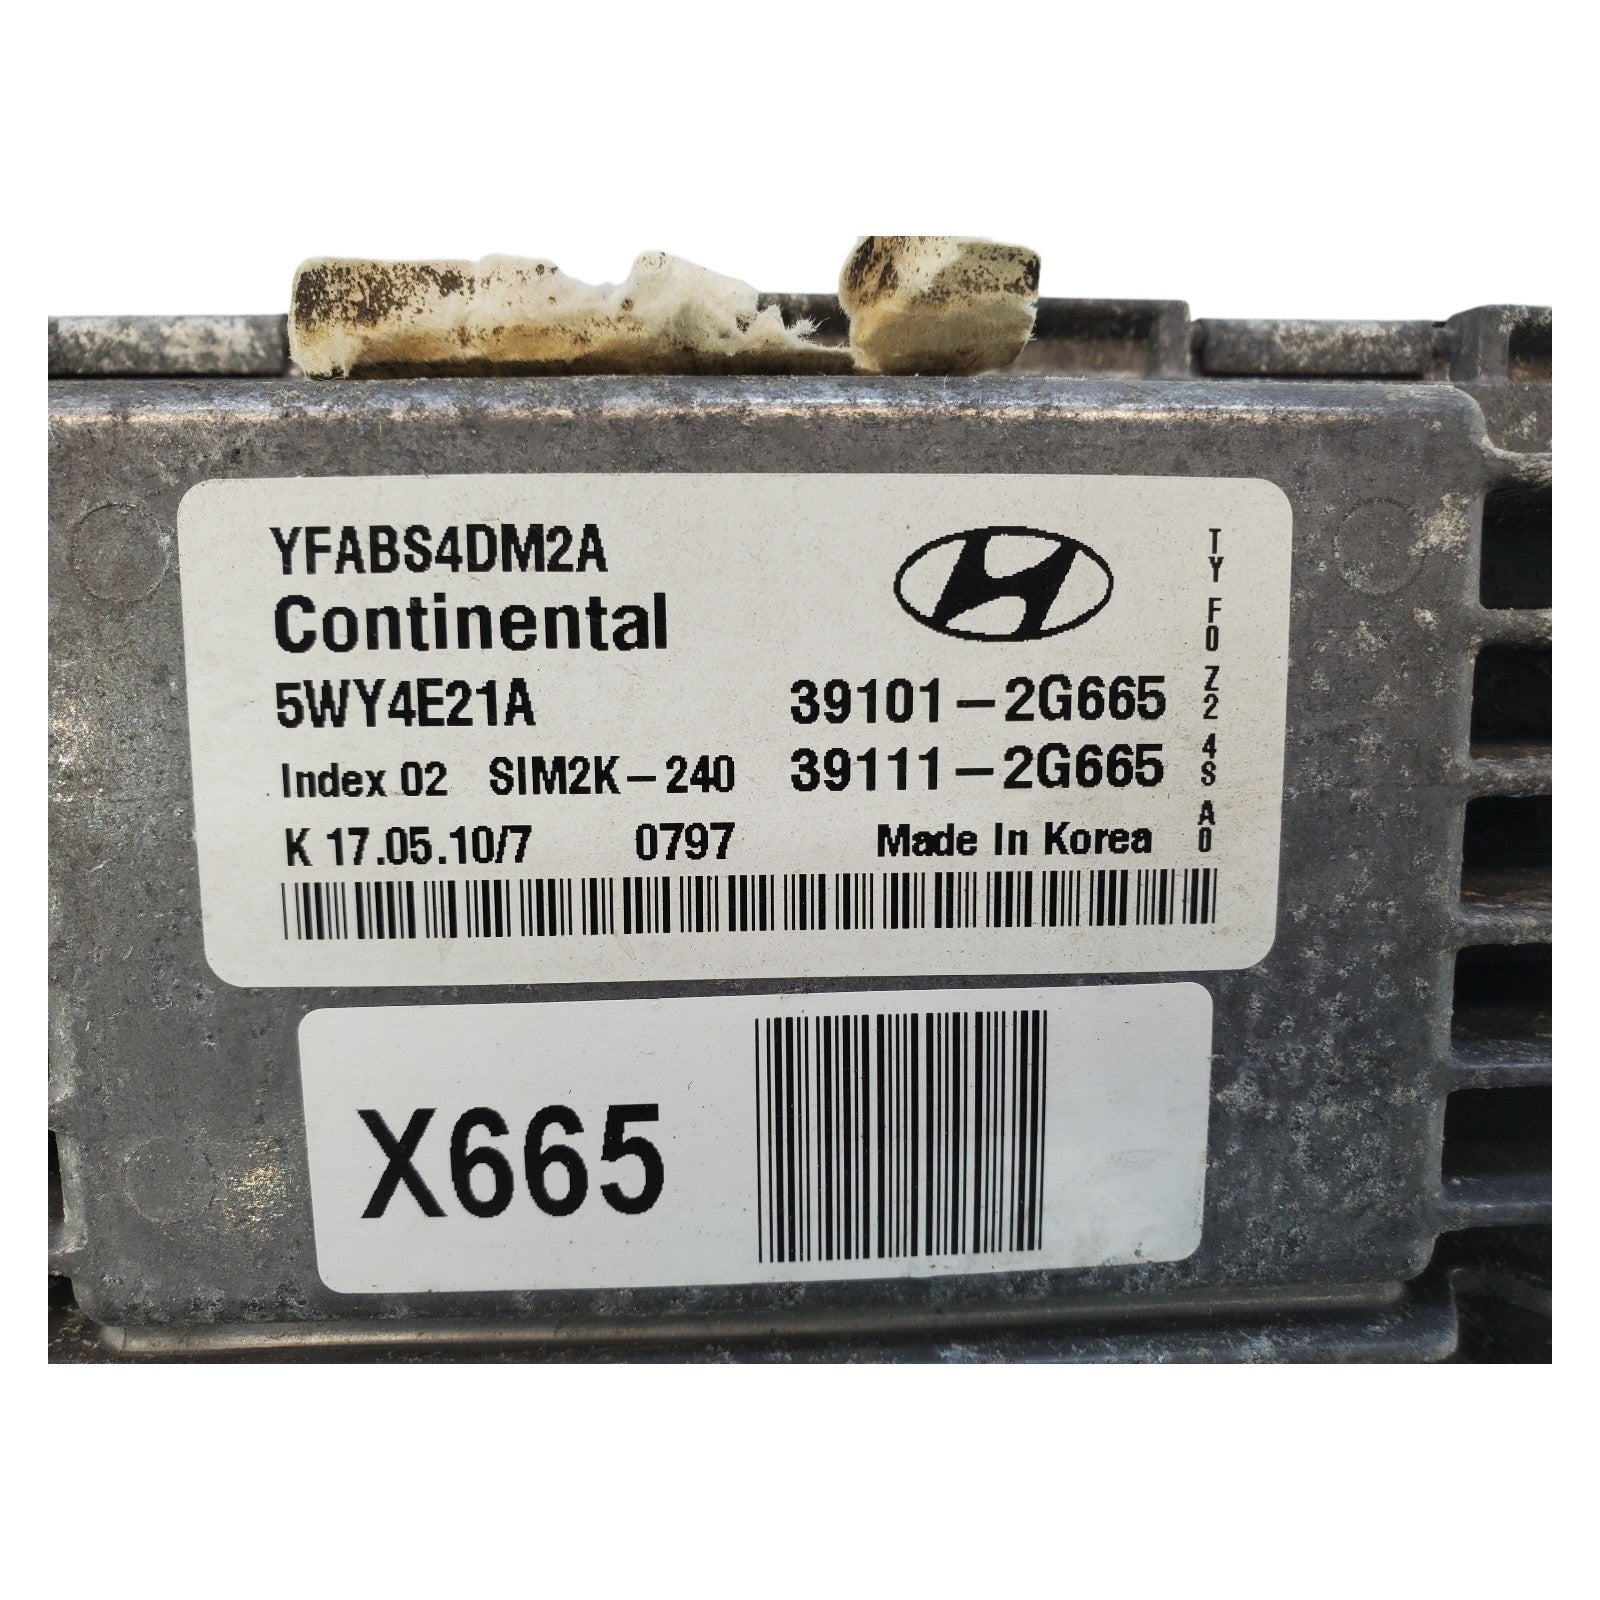 YFABS4DM2A
Continental
5WY4E21A 39101-2G665
Index 02 SIM2K-240 39111-2G665
K 17.05.10/7 0797 Made In Korea
TY F0 Z2 4S A0
X665